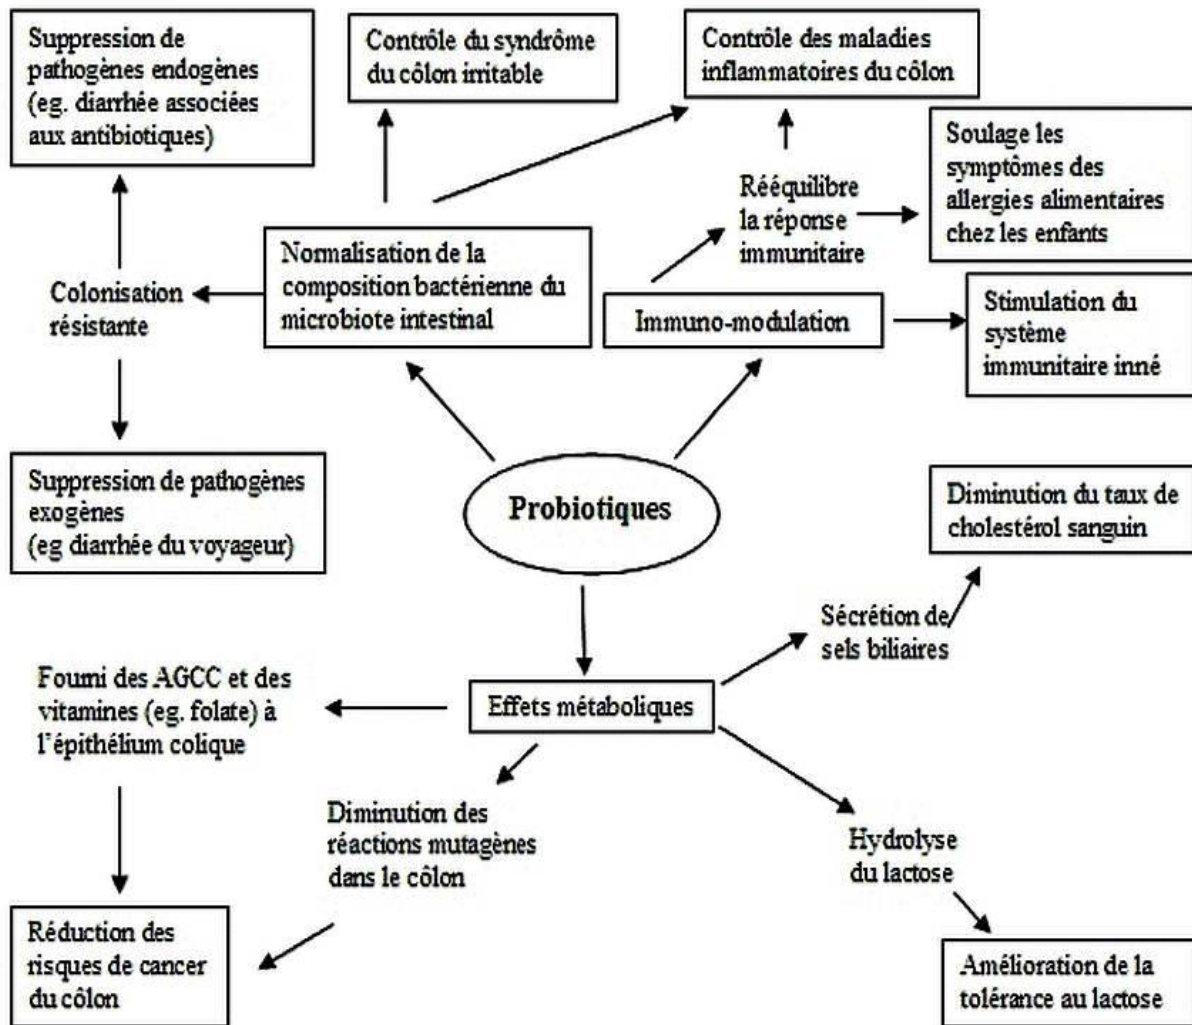 Suppression de
pathogènes endogènes
(eg. diarrhée associées
aux antibiotiques)
Contrôle du syndrôme
du côlon irritable
Contrôle des maladies
inflammatoires du côlon
Soulage les
symptômes des
allergies alimentaires
chez les enfants
Rééquilibre
la réponse
immunitaire
Normalisation de la
composition bactérienne du
microbiote intestinal
Colonisation
résistante
Immuno-modulation
Stimulation du
système
immunitaire inné
Suppression de pathogènes
exogènes
(eg diarrhée du voyageur)
Probiotiques
Diminution du taux de
cholestérol sanguin
Sécrétion de
sels biliaires
Fourni des AGCC et des
vitamines (eg. folate) à
l'épithélium colique
Effets métaboliques
Diminution des
réactions mutagènes
dans le côlon
Hydrolyse
du lactose
Réduction des
risques de cancer
du côlon
Amélioration de la
tolérance au lactose